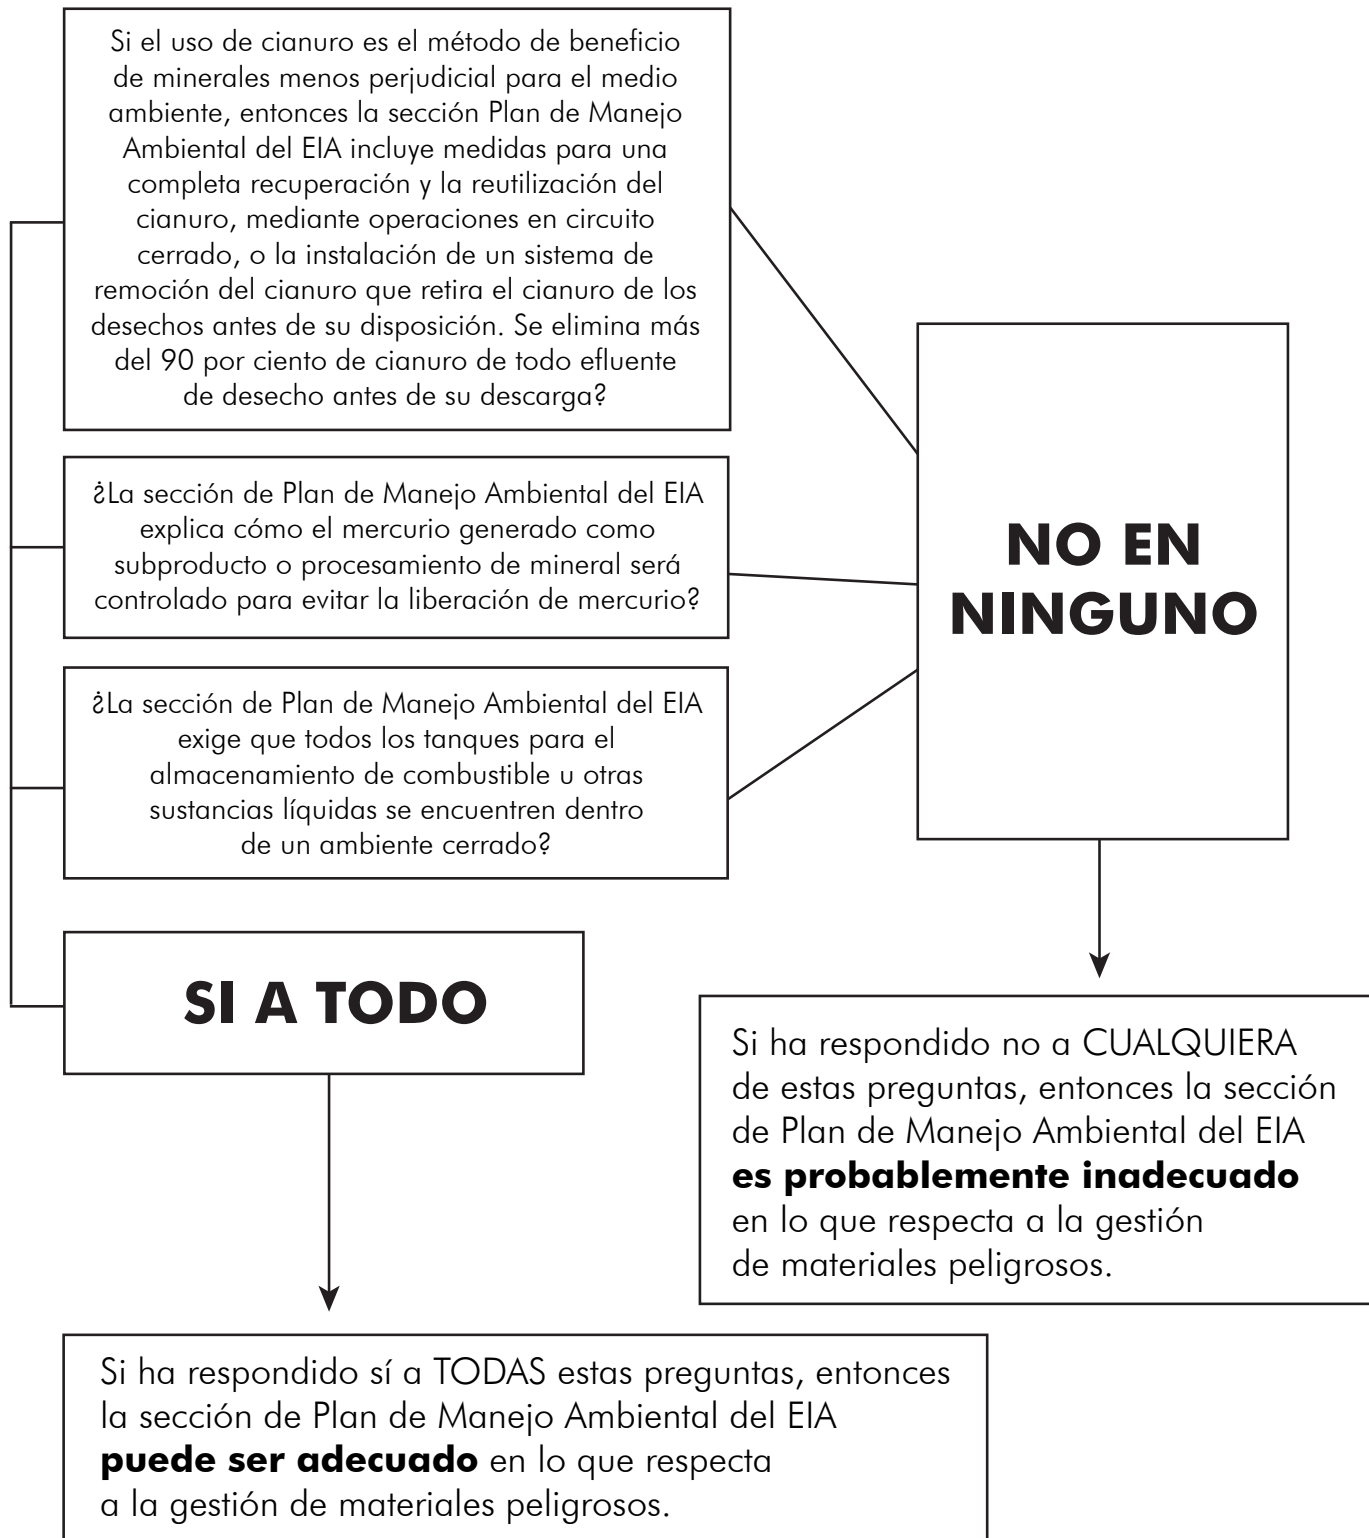 Si el uso de cianuro es el método de beneficio
de minerales menos perjudicial para el medio
ambiente, entonces la sección Plan de Manejo
Ambiental del EIA incluye medidas para una
completa recuperación y la reutilización del
cianuro, mediante operaciones en circuito
cerrado, o la instalación de un sistema de
remoción del cianuro que retira el cianuro de los
desechos antes de su disposición. Se elimina más
del 90 por ciento de cianuro de todo efluente
de desecho antes de su descarga?
¿La sección de Plan de Manejo Ambiental del EIA
explica cómo el mercurio generado como
subproducto o procesamiento de mineral será
controlado para evitar la liberación de mercurio?
¿La sección de Plan de Manejo Ambiental del EIA
exige que todos los tanques para el
almacenamiento de combustible u otras
sustancias líquidas se encuentren dentro
de un ambiente cerrado?
NO EN
NINGUNO
SI A TODO
Si ha respondido no a CUALQUIERA
de estas preguntas, entonces la sección
de Plan de Manejo Ambiental del EIA
es probablemente inadecuado
en lo que respecta a la gestión
de materiales peligrosos.
Si ha respondido sí a TODAS estas preguntas, entonces
la sección de Plan de Manejo Ambiental del EIA
puede ser adecuado en lo que respecta
a la gestión de materiales peligrosos.